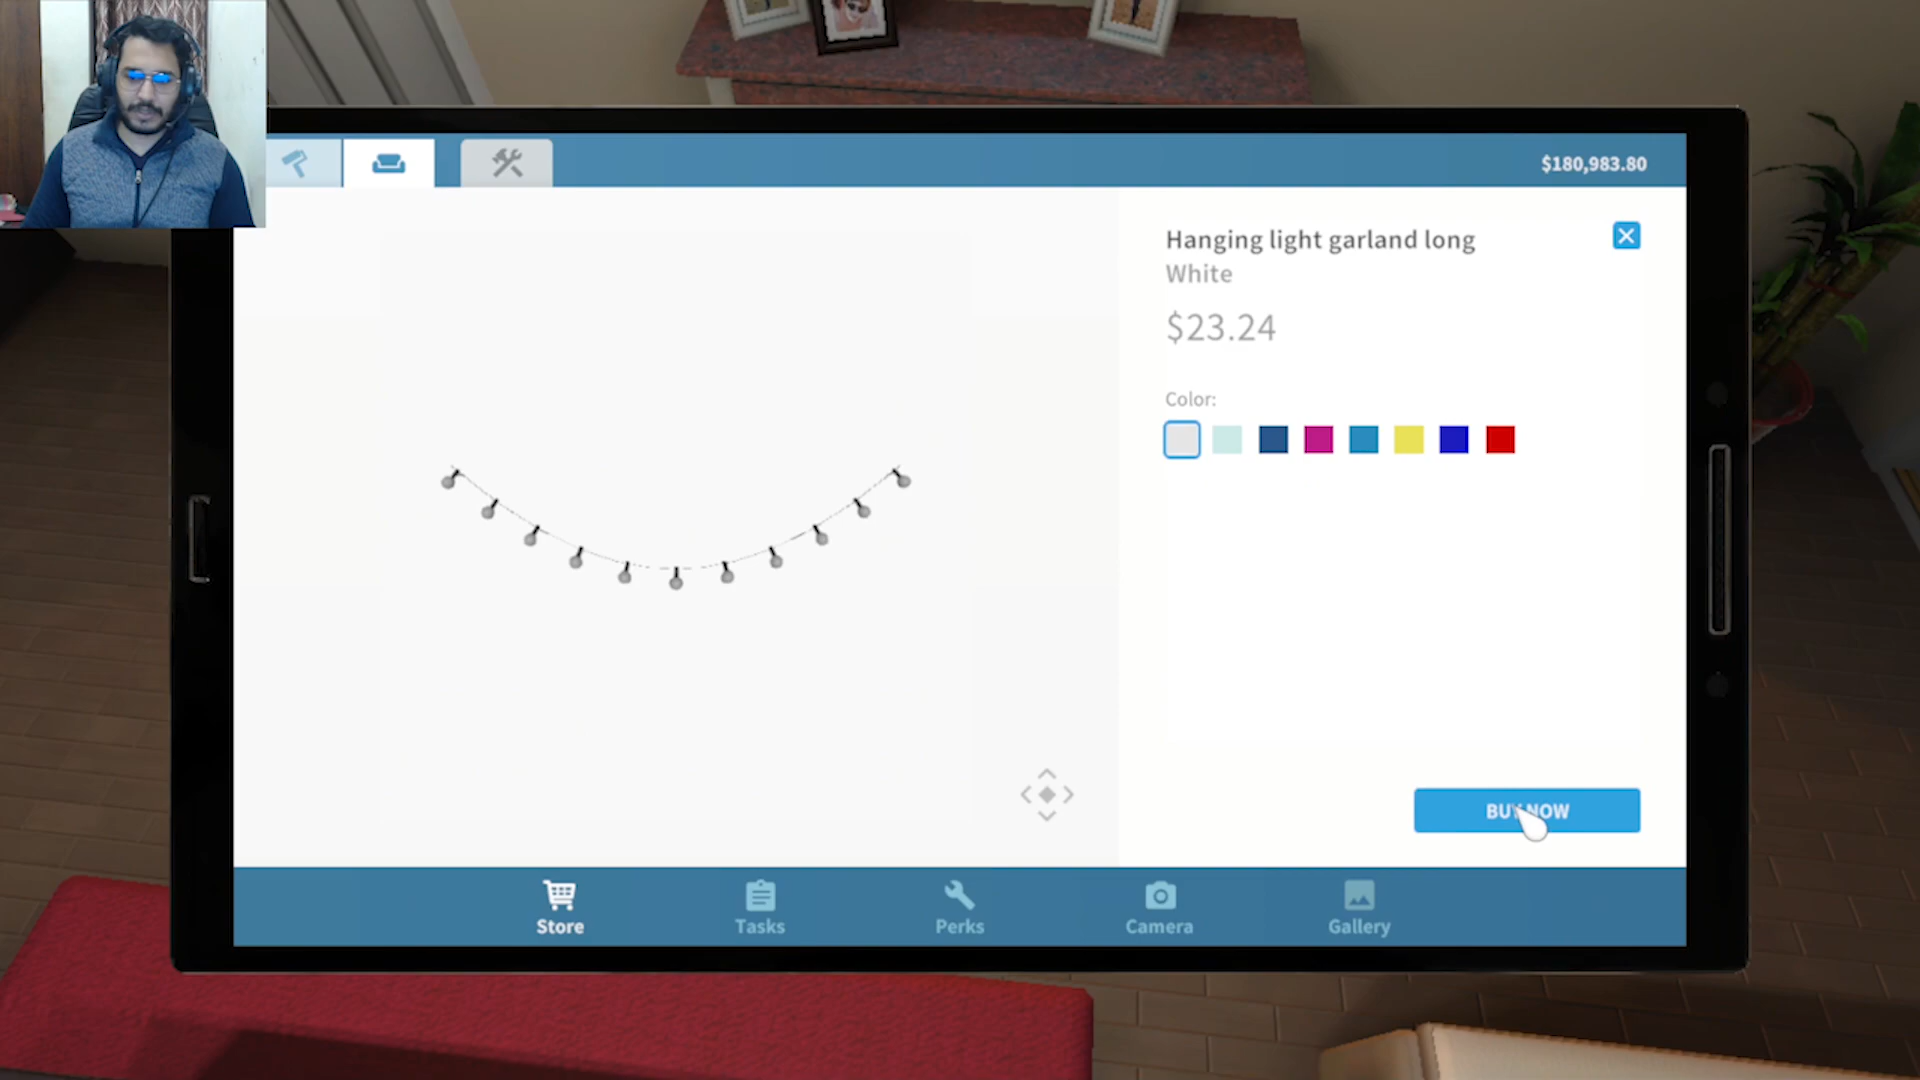 $180,983.80
Hanging light garland long
White
$23.24
Color:
BUY NOW
Store
Tasks
Perks
Camera
Gallery